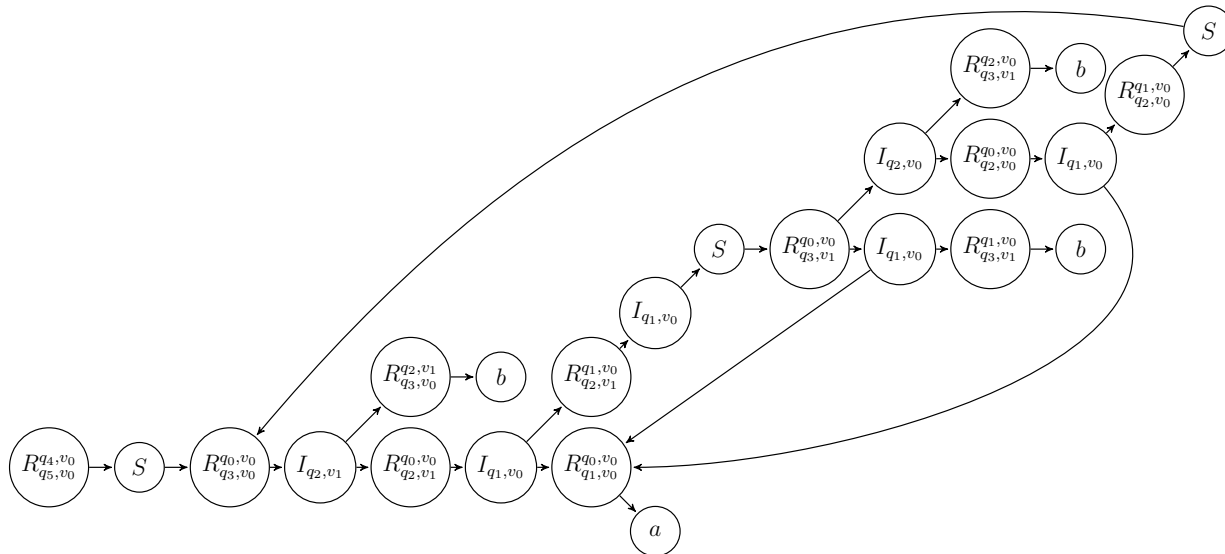 S
R^{q_2,v_0}_{q_3,v_1} b R^{q_1,v_0}_{q_2,v_0}
I_{q_2,v_0} R^{q_0,v_0}_{q_2,v_0} I_{q_1,v_0}
S R^{q_0,v_0}_{q_3,v_1} I_{q_1,v_0} R^{q_1,v_0}_{q_3,v_1} b
I_{q_1,v_0}
R^{q_2,v_1}_{q_3,v_0} b R^{q_1,v_0}_{q_2,v_1}
R^{q_4,v_0}_{q_5,v_0} S R^{q_0,v_0}_{q_3,v_0} I_{q_2,v_1} R^{q_0,v_0}_{q_2,v_1} I_{q_1,v_0} R^{q_0,v_0}_{q_1,v_0}
a